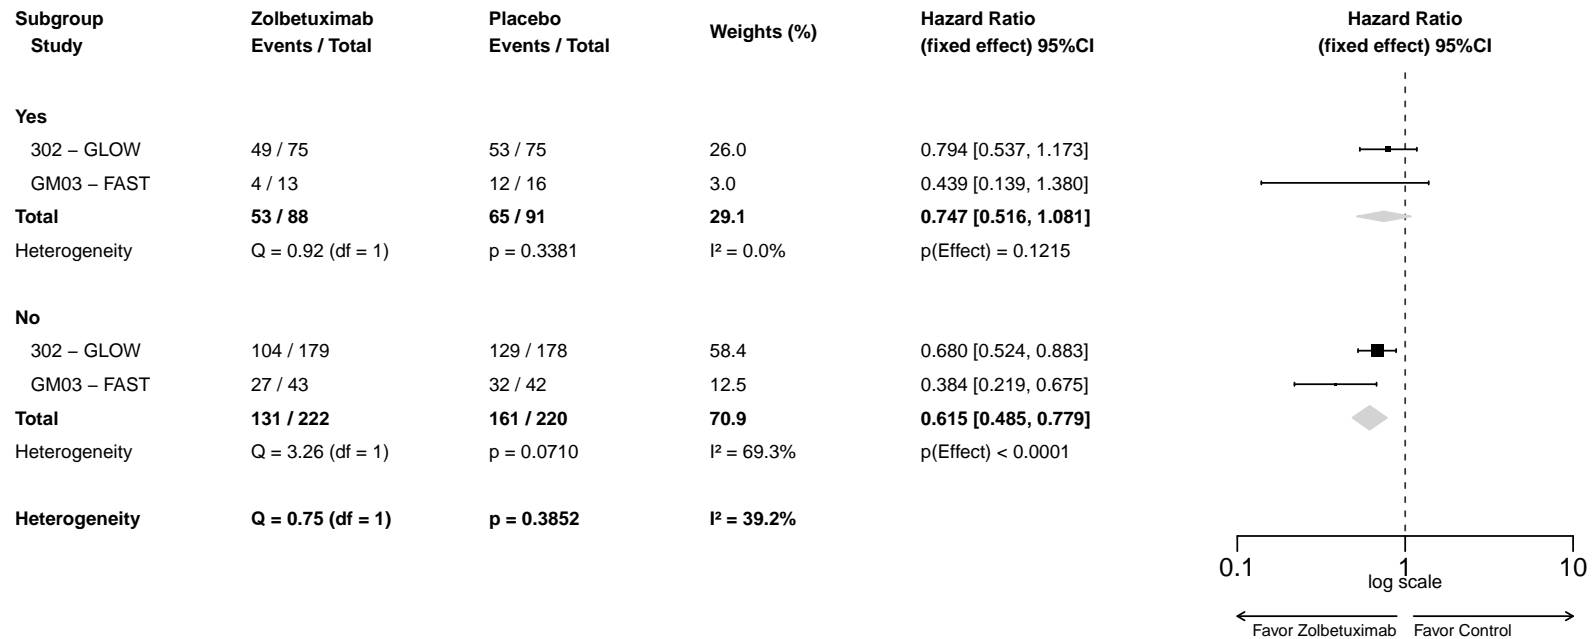 Subgroup Zolbetuximab Placebo Weights (%) Hazard Ratio Hazard Ratio
Study Events / Total Events / Total (fixed effect) 95%CI (fixed effect) 95%CI
Yes
302 – GLOW 49 / 75 53 / 75 26.0 0.794 [0.537, 1.173]
GM03 – FAST 4 / 13 12 / 16 3.0 0.439 [0.139, 1.380]
Total 53 / 88 65 / 91 29.1 0.747 [0.516, 1.081]
Heterogeneity Q = 0.92 (df = 1) p = 0.3381 I² = 0.0% p(Effect) = 0.1215
No
302 – GLOW 104 / 179 129 / 178 58.4 0.680 [0.524, 0.883]
GM03 – FAST 27 / 43 32 / 42 12.5 0.384 [0.219, 0.675]
Total 131 / 222 161 / 220 70.9 0.615 [0.485, 0.779]
Heterogeneity Q = 3.26 (df = 1) p = 0.0710 I² = 69.3% p(Effect) < 0.0001
Heterogeneity Q = 0.75 (df = 1) p = 0.3852 I² = 39.2%
0.1 1 10
log scale
Favor Zolbetuximab Favor Control